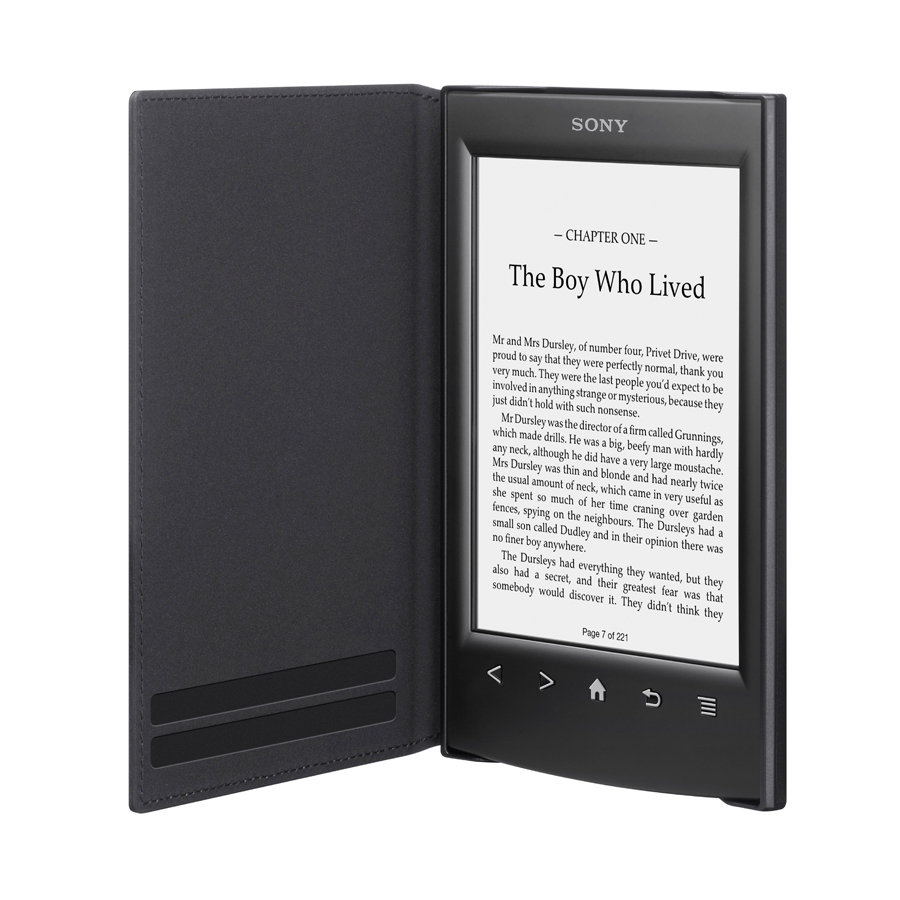 SONY
– CHAPTER ONE –
The Boy Who Lived
Mr and Mrs Dursley, of number four, Privet Drive, were
proud to say that they were perfectly normal, thank you
very much. They were the last people you'd expect to be
involved in anything strange or mysterious, because they
just didn't hold with such nonsense.
Mr Dursley was the director of a firm called Grunnings,
which made drills. He was a big, beefy man with hardly
any neck, although he did have a very large moustache.
Mrs Dursley was thin and blonde and had nearly twice
the usual amount of neck, which came in very useful as
she spent so much of her time craning over garden
fences, spying on the neighbours. The Dursleys had a
small son called Dudley and in their opinion there was
no finer boy anywhere.
The Dursleys had everything they wanted, but they
also had a secret, and their greatest fear was that
somebody would discover it. They didn't think they
Page 7 of 221